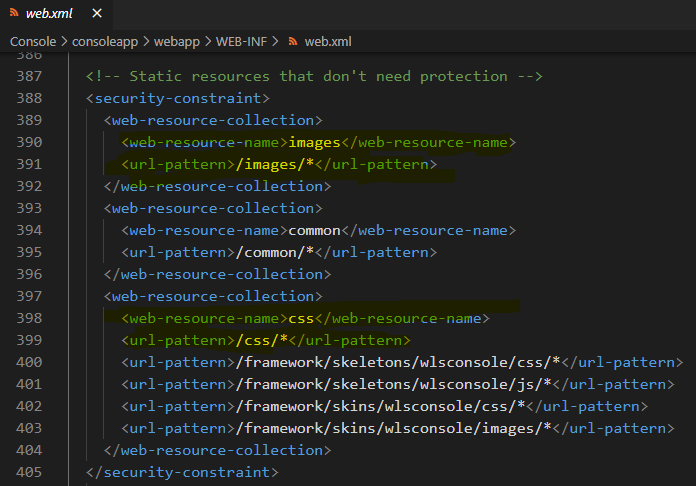 web.xml ×
Console > consoleapp > webapp > WEB-INF > web.xml
386
387 <!-- Static resources that don't need protection -->
388 <security-constraint>
389 <web-resource-collection>
390 <web-resource-name>images</web-resource-name>
391 <url-pattern>/images/*</url-pattern>
392 </web-resource-collection>
393 <web-resource-collection>
394 <web-resource-name>common</web-resource-name>
395 <url-pattern>/common/*</url-pattern>
396 </web-resource-collection>
397 <web-resource-collection>
398 <web-resource-name>css</web-resource-name>
399 <url-pattern>/css/*</url-pattern>
400 <url-pattern>/framework/skeletons/wlsconsole/css/*</url-pattern>
401 <url-pattern>/framework/skeletons/wlsconsole/js/*</url-pattern>
402 <url-pattern>/framework/skins/wlsconsole/css/*</url-pattern>
403 <url-pattern>/framework/skins/wlsconsole/images/*</url-pattern>
404 </web-resource-collection>
405 </security-constraint>